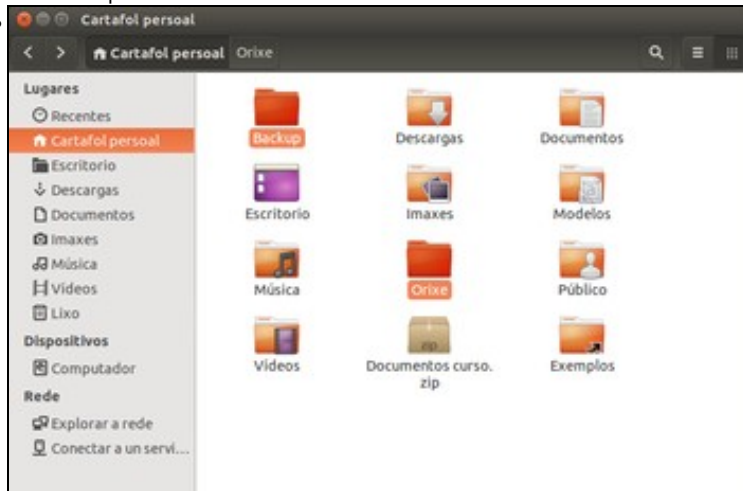 Cartafol persoal
Cartafol persoal Orixe
Lugares
Recentes
Cartafol persoal
Escritorio
Descargas
Documentos
Imaxes
Música
Vídeos
Lixo
Dispositivos
Computador
Rede
Explorar a rede
Conectar a un servi...
Backup
Descargas
Documentos
Escritorio
Imaxes
Modelos
Música
Orixe
Público
Vídeos
zip
Documentos curso.
zip
Exemplos